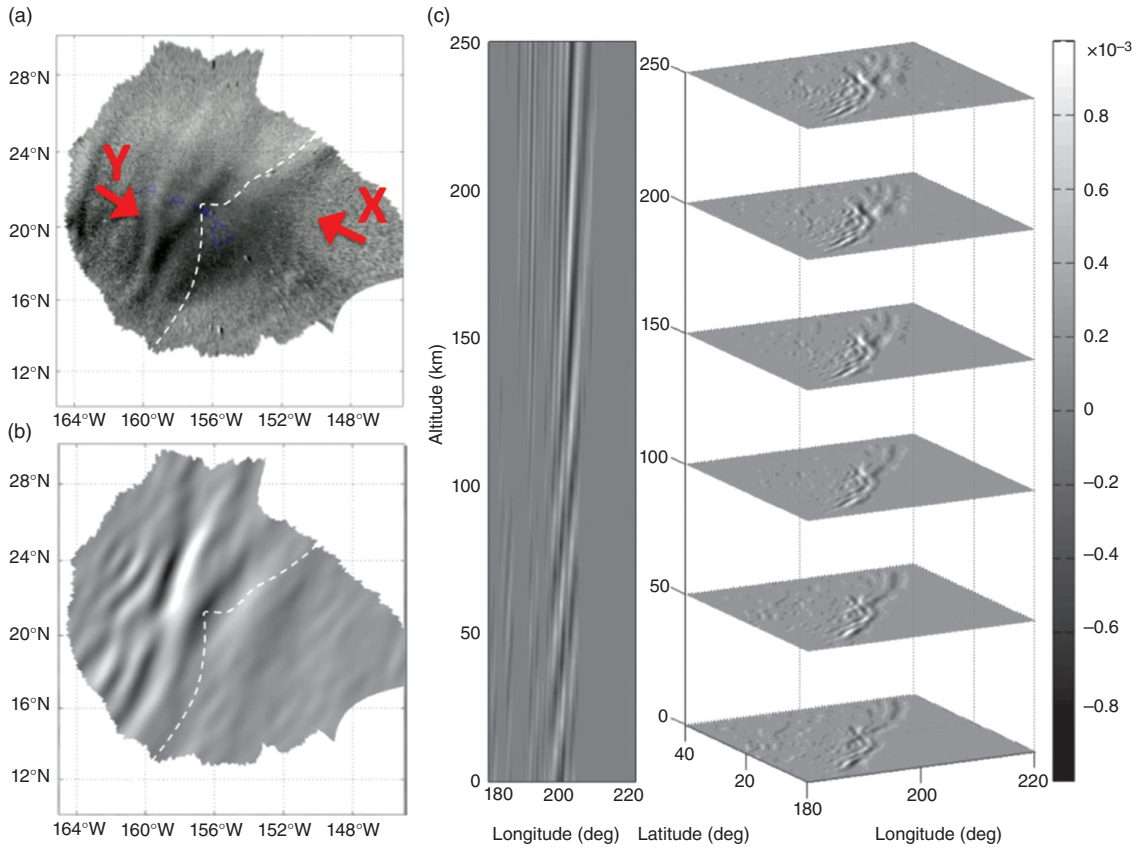 (a)
28°N
24°N
20°N
16°N
12°N
164°W 160°W 156°W 152°W 148°W
Y
X
(b)
28°N
24°N
20°N
16°N
12°N
164°W 160°W 156°W 152°W 148°W
(c)
250
200
150
100
50
0
Altitude (km)
180 200 220
Longitude (deg)
250
200
150
100
50
0
40
20
180
200
220
Latitude (deg)
Longitude (deg)
×10⁻³
0.8
0.6
0.4
0.2
0
−0.2
−0.4
−0.6
−0.8